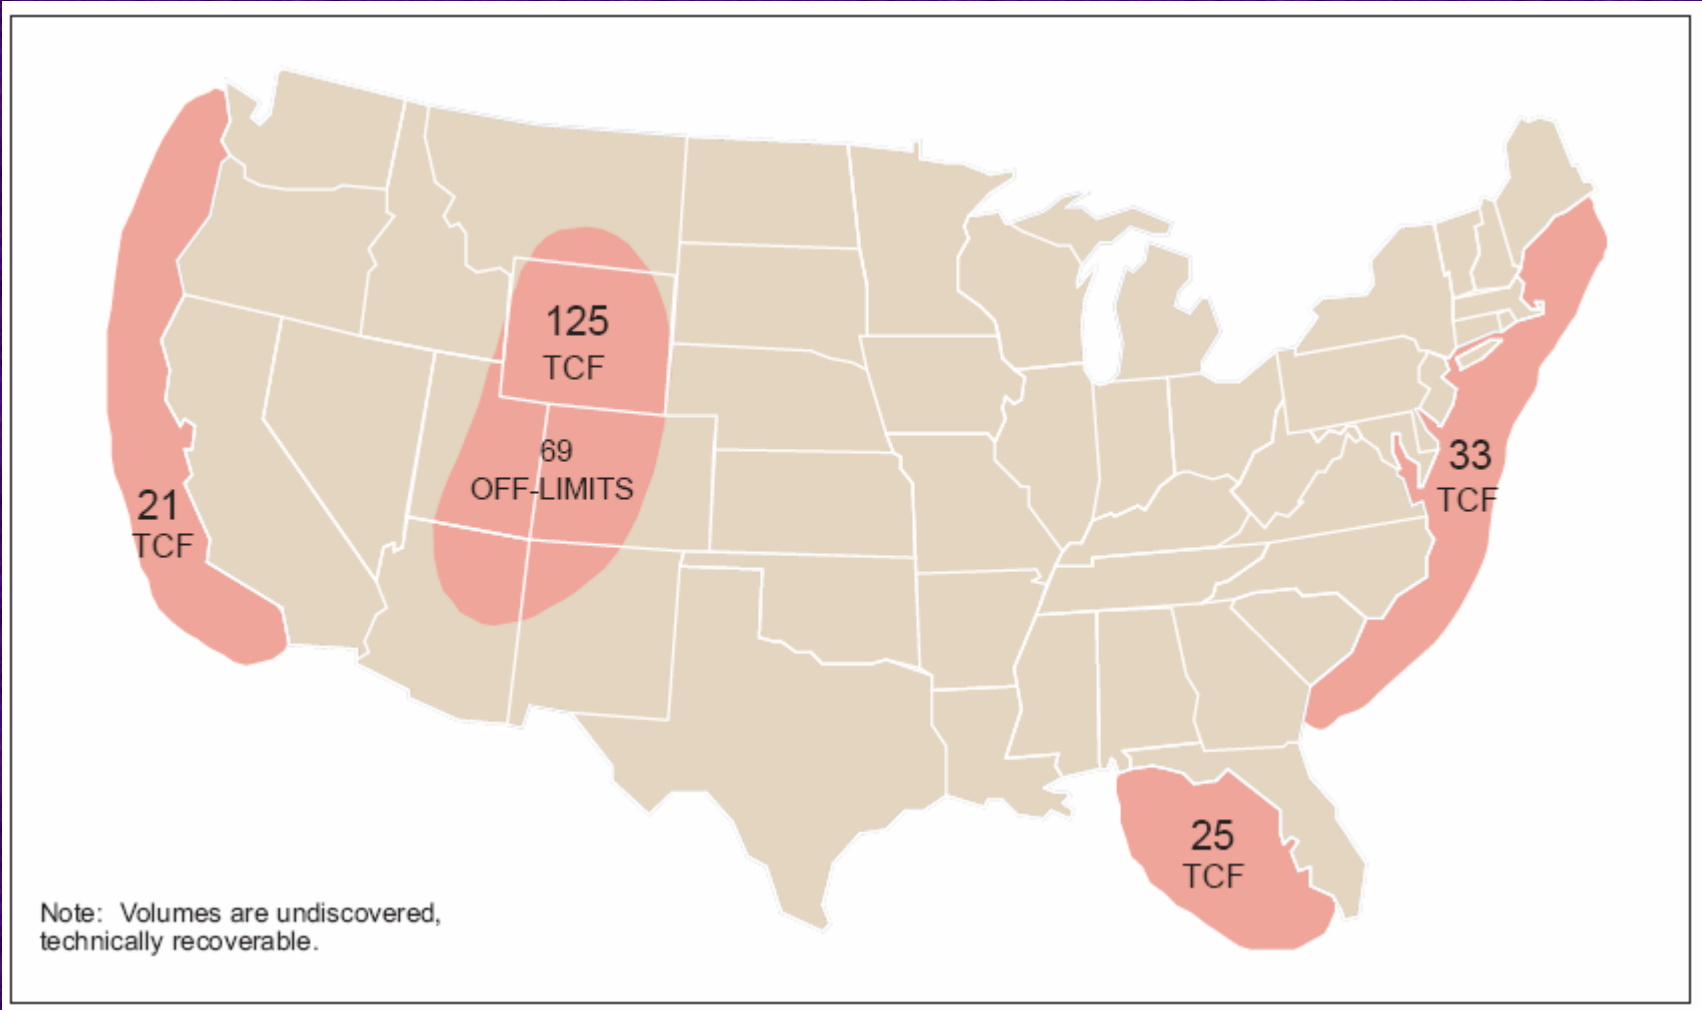 125
TCF
69
OFF-LIMITS
21
TCF
33
TCF
25
TCF
Note: Volumes are undiscovered,
technically recoverable.